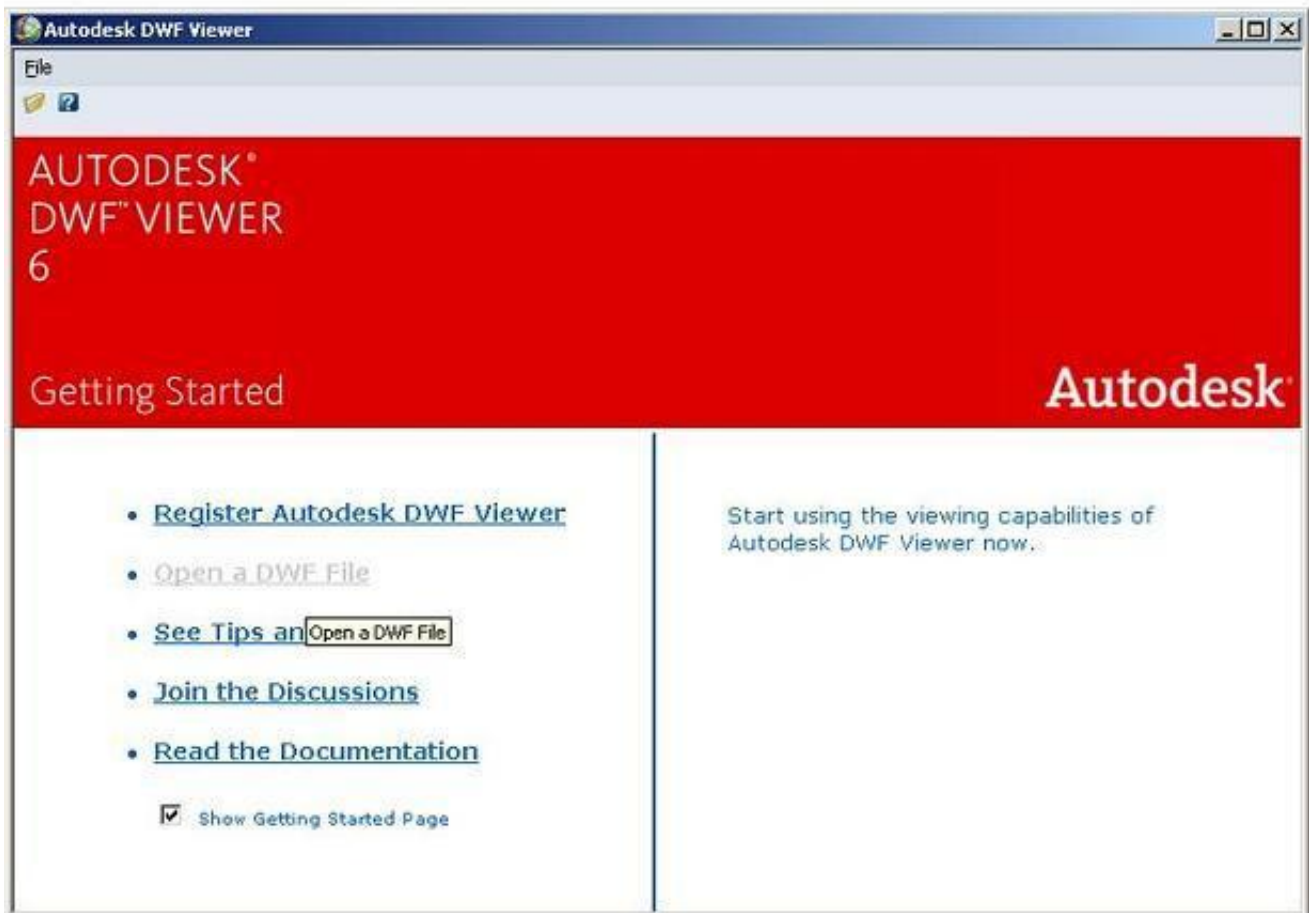 Autodesk DWF Viewer
File
AUTODESK®
DWF™ VIEWER
6
Getting Started
Autodesk
• Register Autodesk DWF Viewer
• Open a DWF File
• See Tips an
Open a DWF File
• Join the Discussions
• Read the Documentation
Show Getting Started Page
Start using the viewing capabilities of
Autodesk DWF Viewer now.